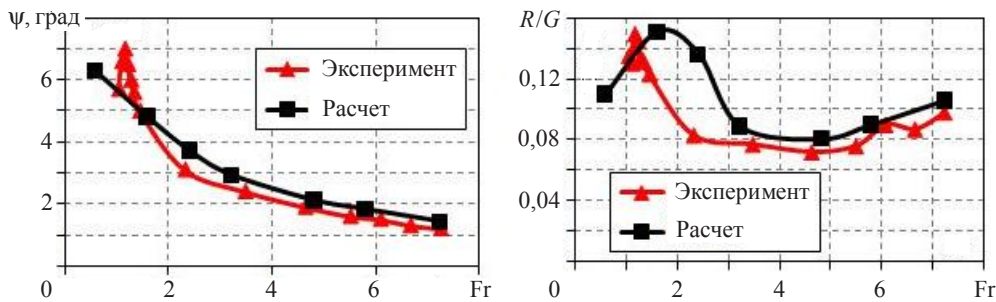 ψ, град
6
4
2
0
2
4
6
Fr
Эксперимент
Расчет
R/G
0,12
0,08
0,04
0
2
4
6
Fr
Эксперимент
Расчет